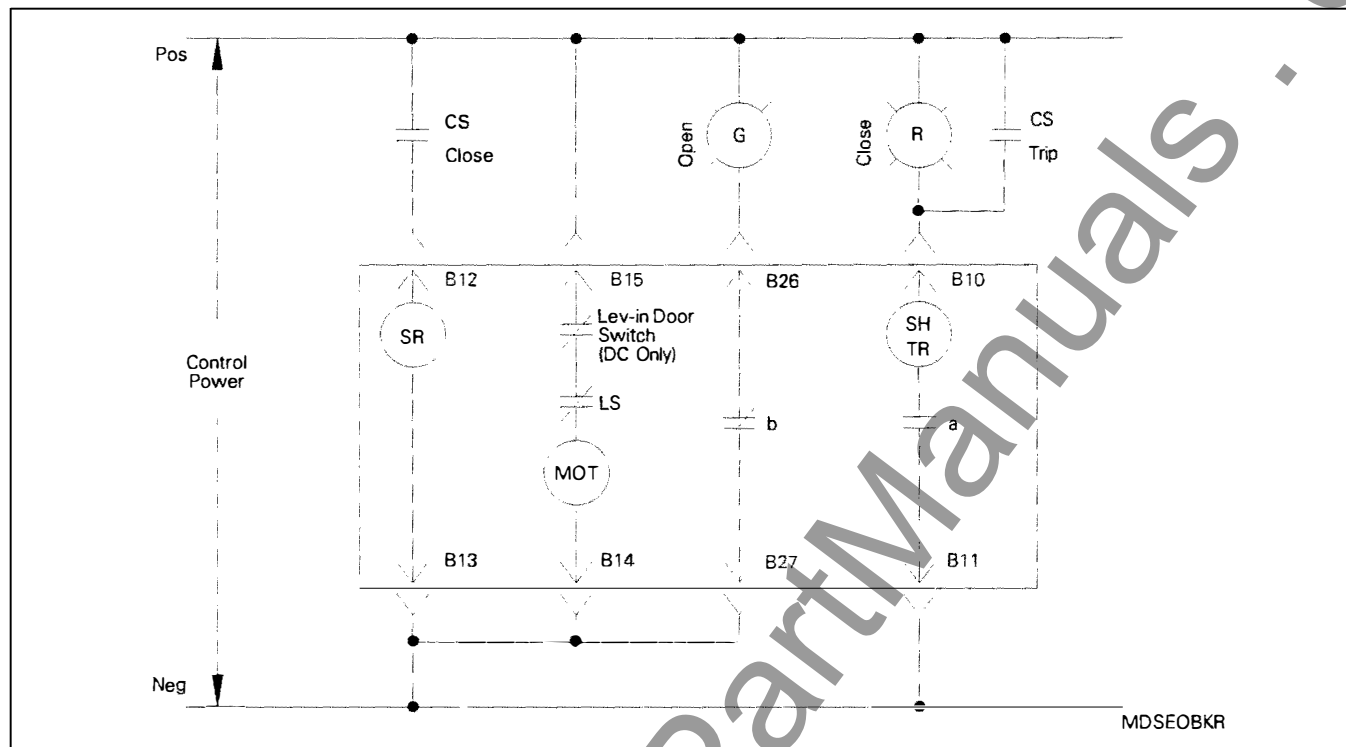 Pos
CS
Close
Open
G
Close
R
CS
Trip
B12
B15
B26
B10
SR
Lev-in Door
Switch
(DC Only)
SH
TR
Control
Power
LS
b
a
MOT
B13
B14
B27
B11
Neg
MDSEOBKR
PartManuals .